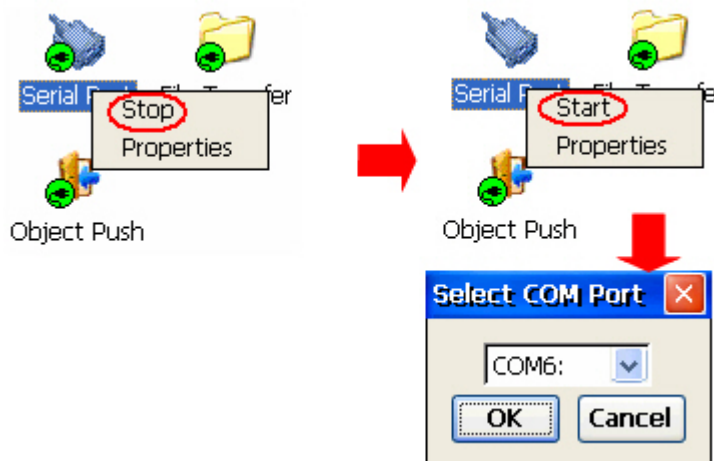 Serial
Stop
Properties
Object Push
Serial
Start
Properties
Object Push
Select COM Port
COM6:
OK
Cancel